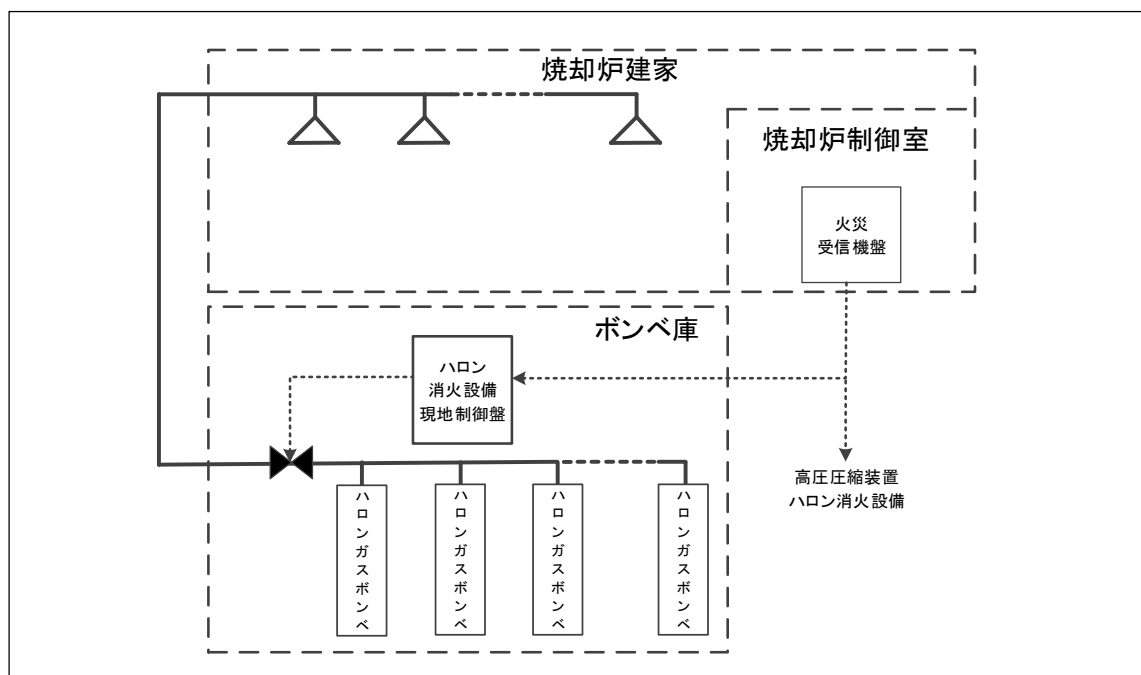 焼却炉建家
焼却炉制御室
火災
受信機盤
ボンベ庫
ハロン
消火設備
現地制御盤
高圧圧縮装置
ハロン消火設備
ハロンガスボンベ
ハロンガスボンベ
ハロンガスボンベ
ハロンガスボンベ